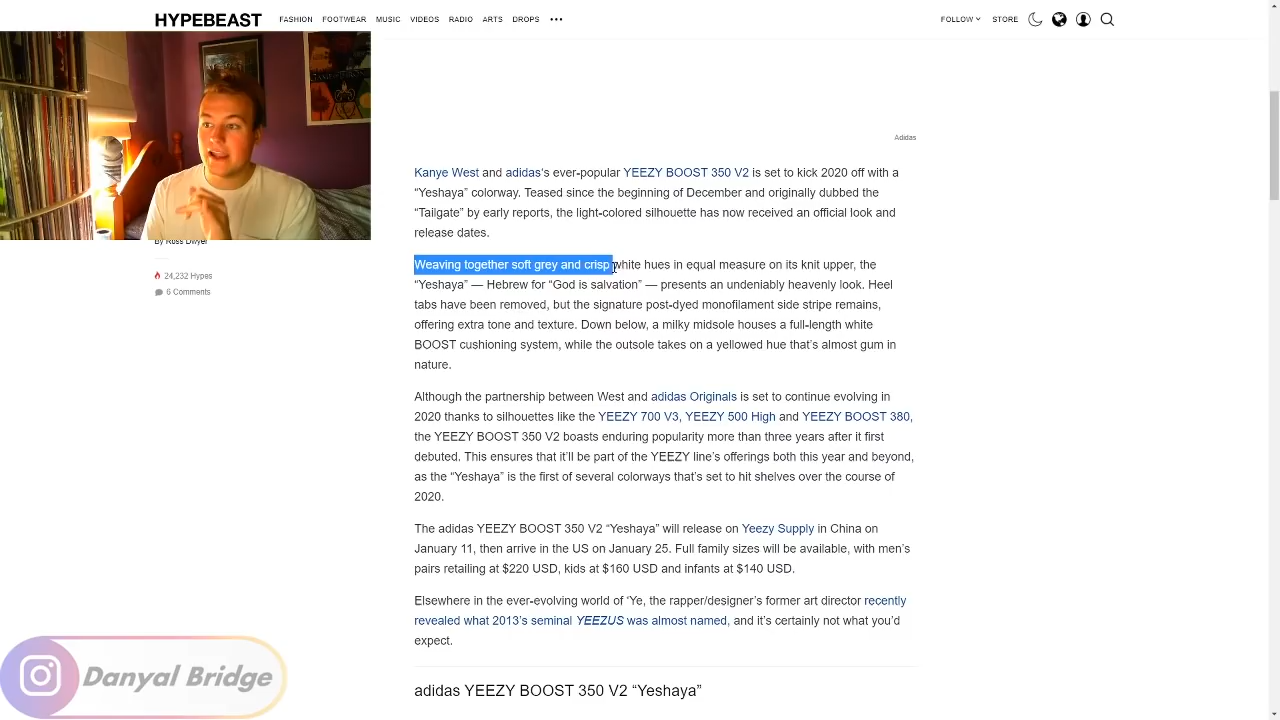 HYPEBEAST
FASHION FOOTWEAR MUSIC VIDEOS RADIO ARTS DROPS •••
FOLLOW STORE
Adidas
Kanye West and adidas's ever-popular YEEZY BOOST 350 V2 is set to kick 2020 off with a
“Yeshaya” colorway. Teased since the beginning of December and originally dubbed the
“Tailgate” by early reports, the light-colored silhouette has now received an official look and
release dates.
By Ross Dwyer
24,232 Hypes
6 Comments
Weaving together soft grey and crisp white hues in equal measure on its knit upper, the
“Yeshaya” — Hebrew for “God is salvation” — presents an undeniably heavenly look. Heel
tabs have been removed, but the signature post-dyed monofilament side stripe remains,
offering extra tone and texture. Down below, a milky midsole houses a full-length white
BOOST cushioning system, while the outsole takes on a yellowed hue that’s almost gum in
nature.
Although the partnership between West and adidas Originals is set to continue evolving in
2020 thanks to silhouettes like the YEEZY 700 V3, YEEZY 500 High and YEEZY BOOST 380,
the YEEZY BOOST 350 V2 boasts enduring popularity more than three years after it first
debuted. This ensures that it’ll be part of the YEEZY line’s offerings both this year and beyond,
as the “Yeshaya” is the first of several colorways that’s set to hit shelves over the course of
2020.
The adidas YEEZY BOOST 350 V2 “Yeshaya” will release on Yeezy Supply in China on
January 11, then arrive in the US on January 25. Full family sizes will be available, with men’s
pairs retailing at $220 USD, kids at $160 USD and infants at $140 USD.
Elsewhere in the ever-evolving world of ‘Ye, the rapper/designer’s former art director recently
revealed what 2013’s seminal YEEZUS was almost named, and it’s certainly not what you’d
expect.
adidas YEEZY BOOST 350 V2 “Yeshaya”
Danyal Bridge